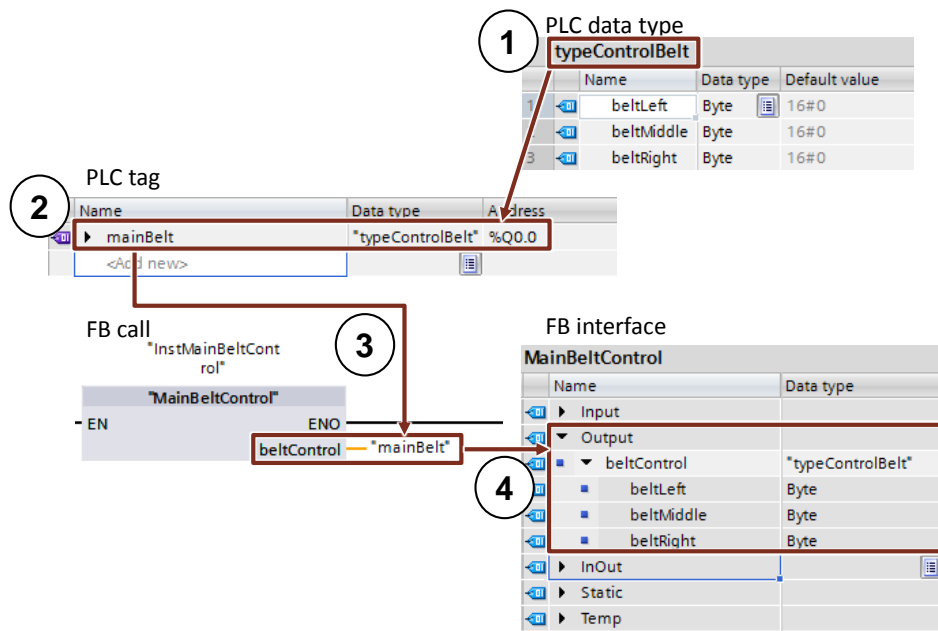 PLC data type
1
typeControlBelt
Name Data type Default value
1 beltLeft Byte 16#0
beltMiddle Byte 16#0
3 beltRight Byte 16#0
PLC tag
2
Name Data type Address
mainBelt "typeControlBelt" %Q0.0
<Add new>
FB call
3
"InstMainBeltCont
rol"
"MainBeltControl"
EN ENO
beltControl "mainBelt"
FB interface
MainBeltControl
Name Data type
Input
Output
beltControl "typeControlBelt"
4
beltLeft Byte
beltMiddle Byte
beltRight Byte
InOut
Static
Temp